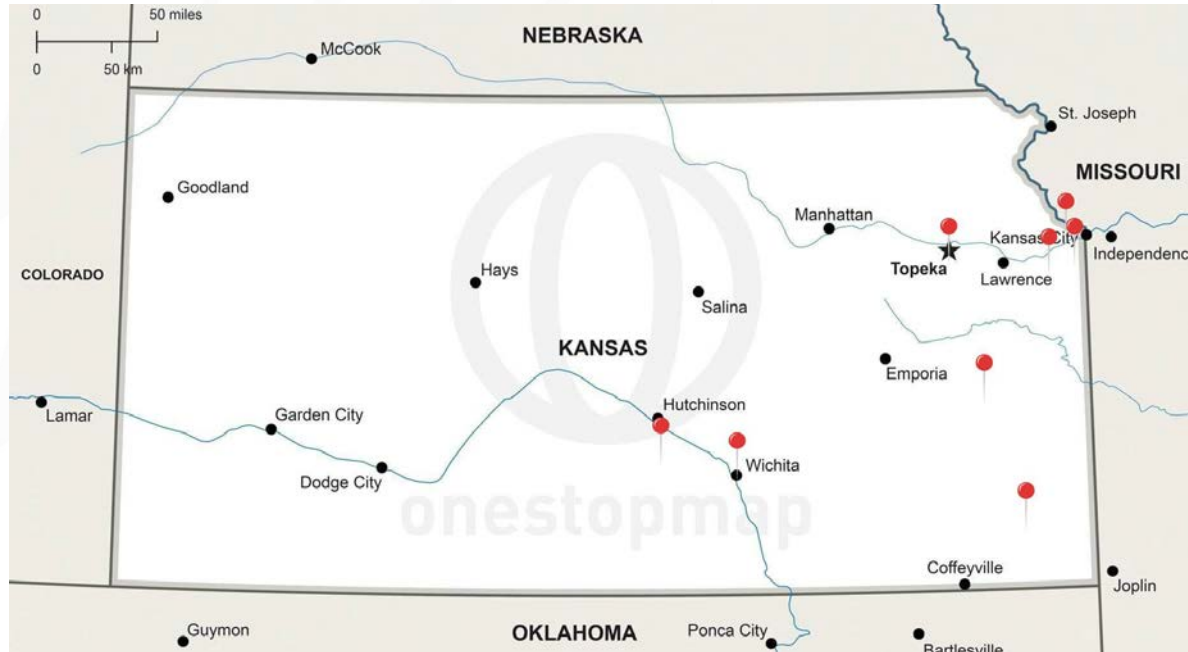 0 50 miles
0 50 km
NEBRASKA
McCook
St. Joseph
MISSOURI
Goodland
Manhattan
Kansas City
Independenc
COLORADO
Topeka
Lawrence
Hays
Salina
KANSAS
Emporia
Lamar
Garden City
Hutchinson
Dodge City
Wichita
onestopmap
Coffeyville
Joplin
Guymon
OKLAHOMA
Ponca City
Bartlesville